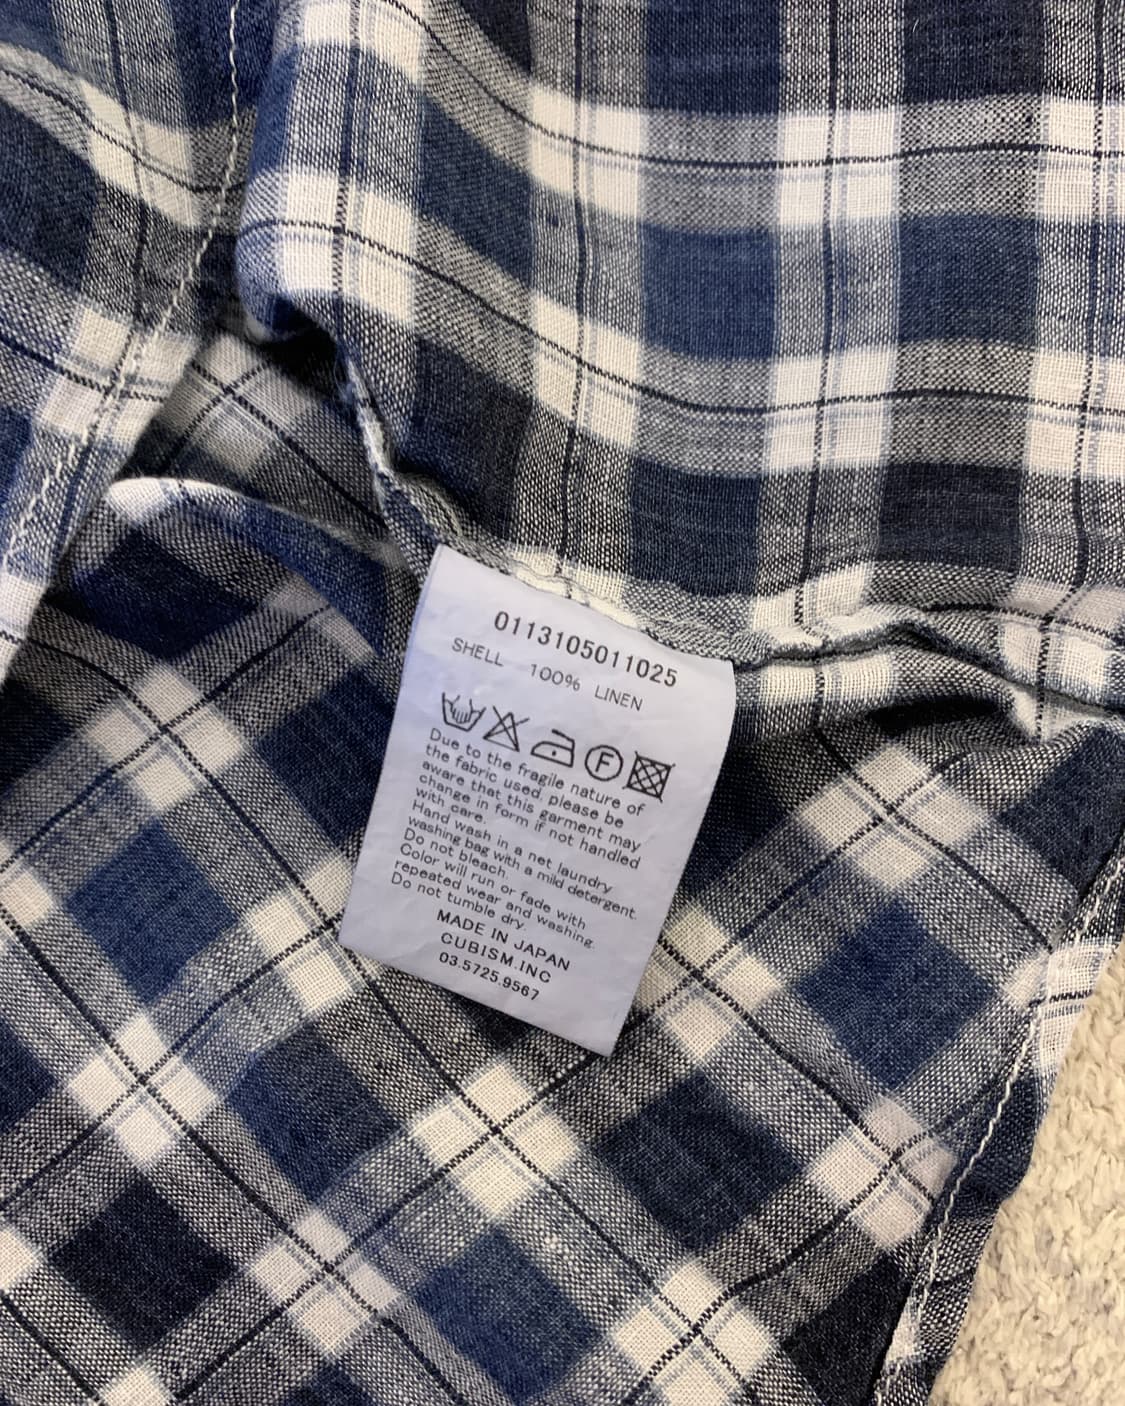 0113105011025
SHELL 100% LINEN
F
Due to the fragile nature of
the fabric used, please be
aware that this garment may
change in form if not handled
with care.
Hand wash in a net laundry
washing bag with a mild detergent.
Do not bleach.
Color will run or fade with
repeated wear and washing.
Do not tumble dry.
MADE IN JAPAN
CUBISM.INC
03.5725.9567